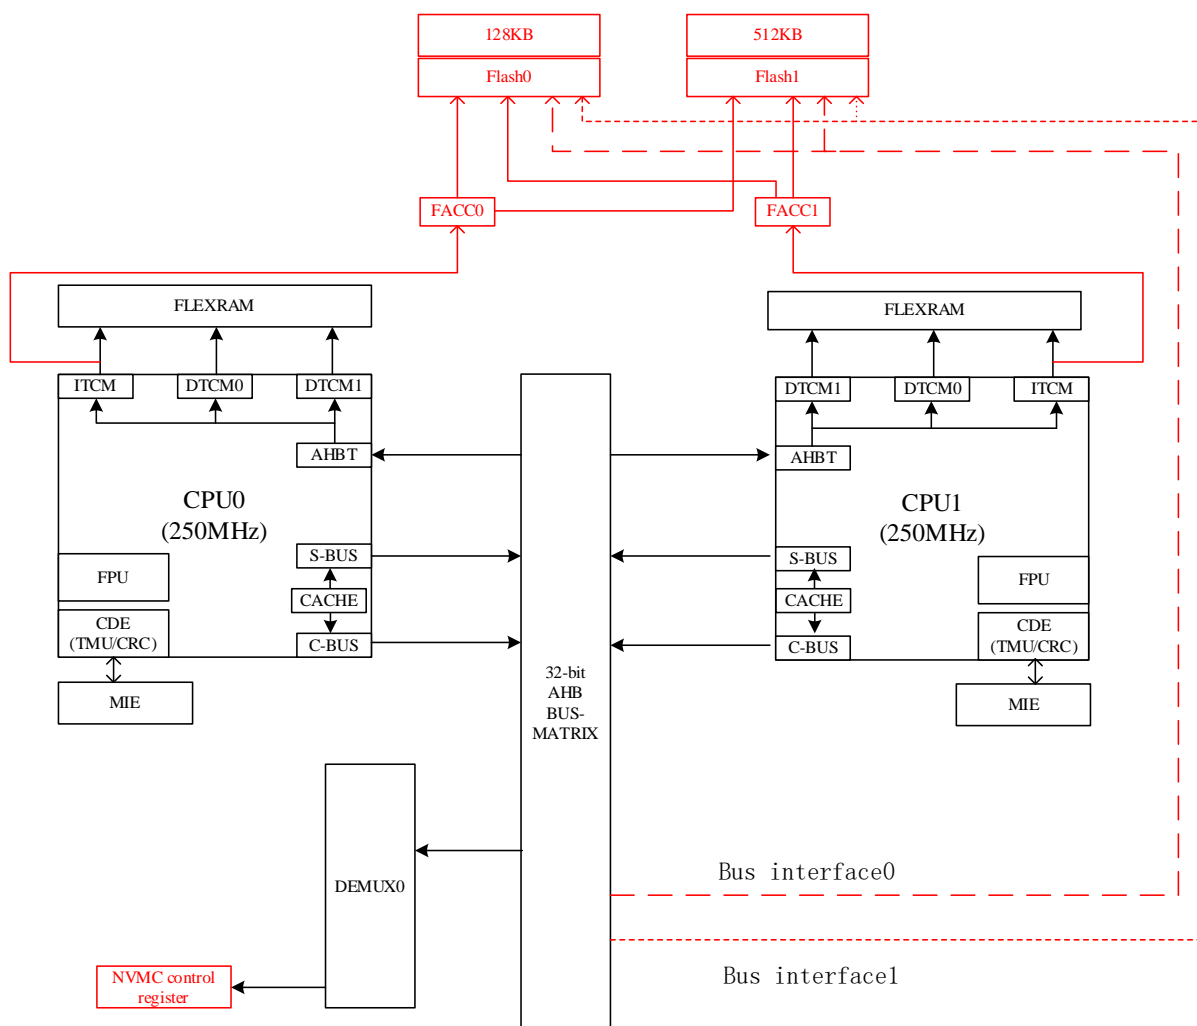 128KB
512KB
Flash0
Flash1
FACC0
FACC1
FLEXRAM
FLEXRAM
ITCM
DTCM0
DTCM1
DTCM1
DTCM0
ITCM
AHBT
AHBT
CPU0
(250MHz)
CPU1
(250MHz)
S-BUS
S-BUS
FPU
FPU
CACHE
CACHE
CDE
(TMU/CRC)
CDE
(TMU/CRC)
C-BUS
C-BUS
MIE
MIE
32-bit
AHB
BUS-
MATRIX
DEMUX0
Bus interface0
Bus interface1
NVMC control
register